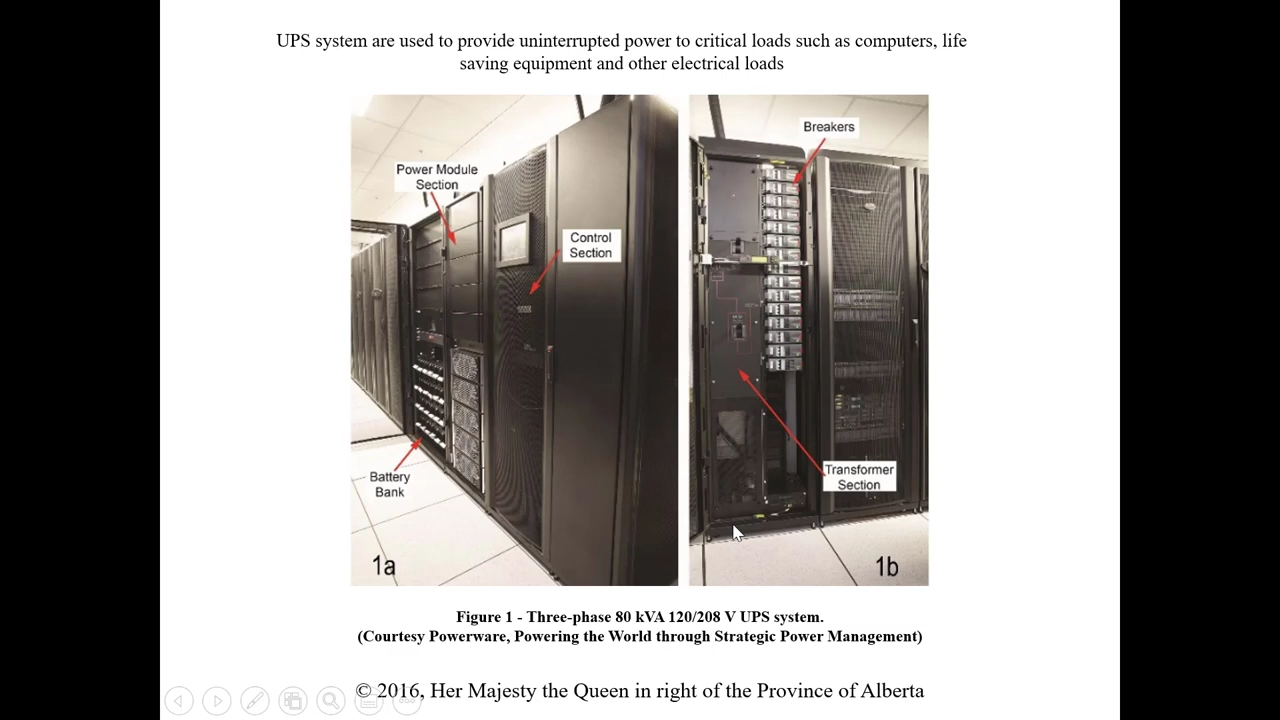 UPS system are used to provide uninterrupted power to critical loads such as computers, life
saving equipment and other electrical loads
Power Module
Section
Control
Section
Battery
Bank
1a
Breakers
Transformer
Section
1b
Figure 1 - Three-phase 80 kVA 120/208 V UPS system.
(Courtesy Powerware, Powering the World through Strategic Power Management)
© 2016, Her Majesty the Queen in right of the Province of Alberta